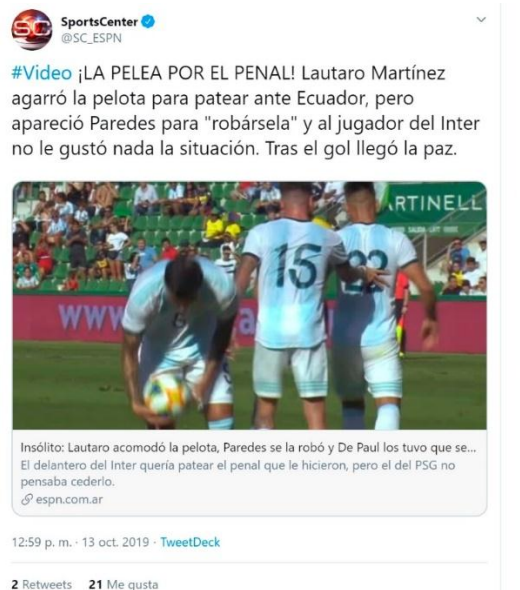 SC
SportsCenter
@SC_ESPN
#Video ¡LA PELEA POR EL PENAL! Lautaro Martínez
agarró la pelota para patear ante Ecuador, pero
apareció Paredes para "robársela" y al jugador del Inter
no le gustó nada la situación. Tras el gol llegó la paz.
RTINELL
WWW
15
22
Insólito: Lautaro acomodó la pelota, Paredes se la robó y De Paul los tuvo que se...
El delantero del Inter quería patear el penal que le hicieron, pero el del PSG no
pensaba cederlo.
espn.com.ar
12:59 p. m. · 13 oct. 2019 · TweetDeck
2 Retweets 21 Me gusta